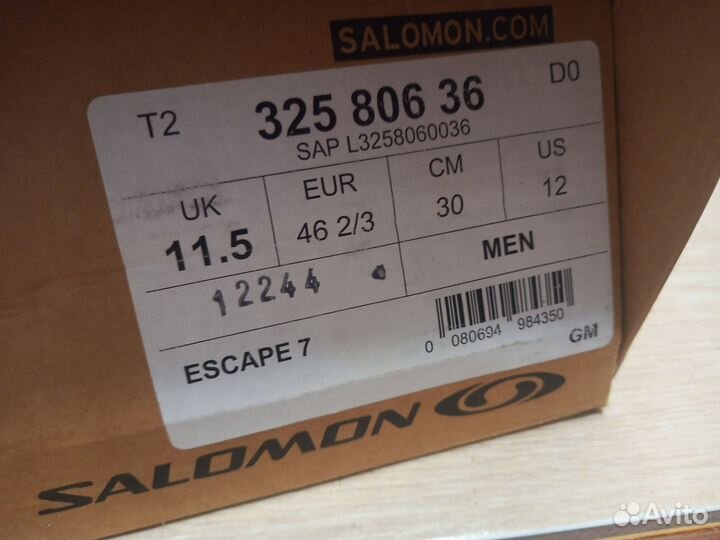 SALOMON.COM
T2 325 806 36 D0
SAP L3258060036
UK EUR CM US
11.5 46 2/3 30 12
12244 MEN
ESCAPE 7
0 080694 984350
GM
SALOMON
Avito